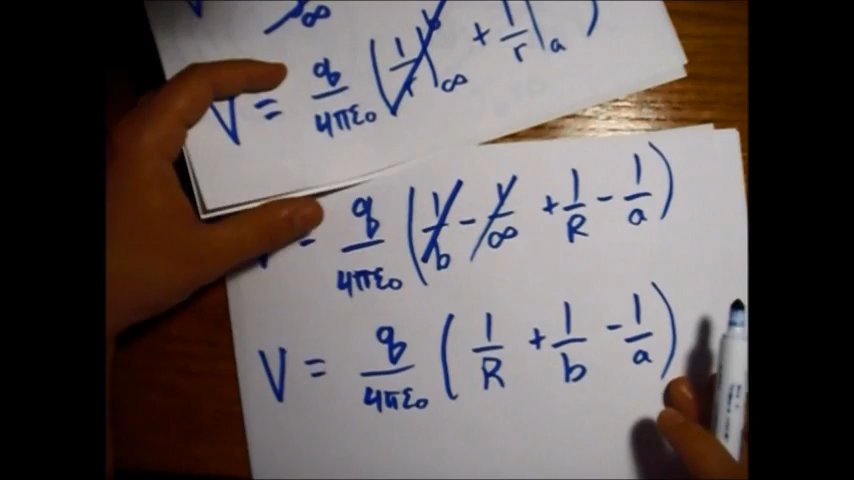 ∞
V = q/4πε₀ (1/r |ᵇ∞ + 1/r |a )
= q/4πε₀ (1/b - 1/∞ + 1/R - 1/a)
V = q/4πε₀ (1/R + 1/b - 1/a)